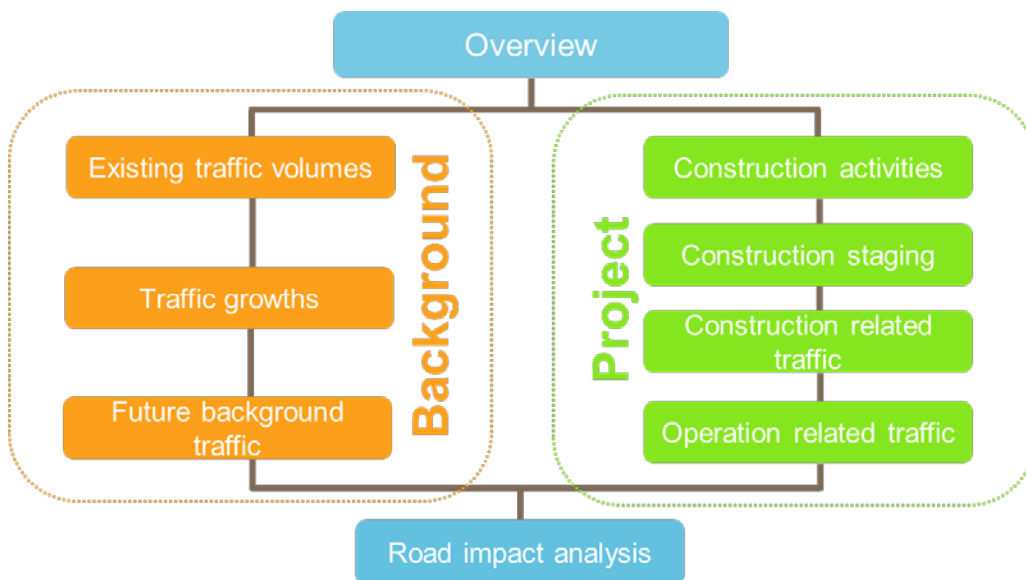 Overview
Existing traffic volumes
Traffic growths
Future background
traffic
Background
Project
Construction activities
Construction staging
Construction related
traffic
Operation related traffic
Road impact analysis